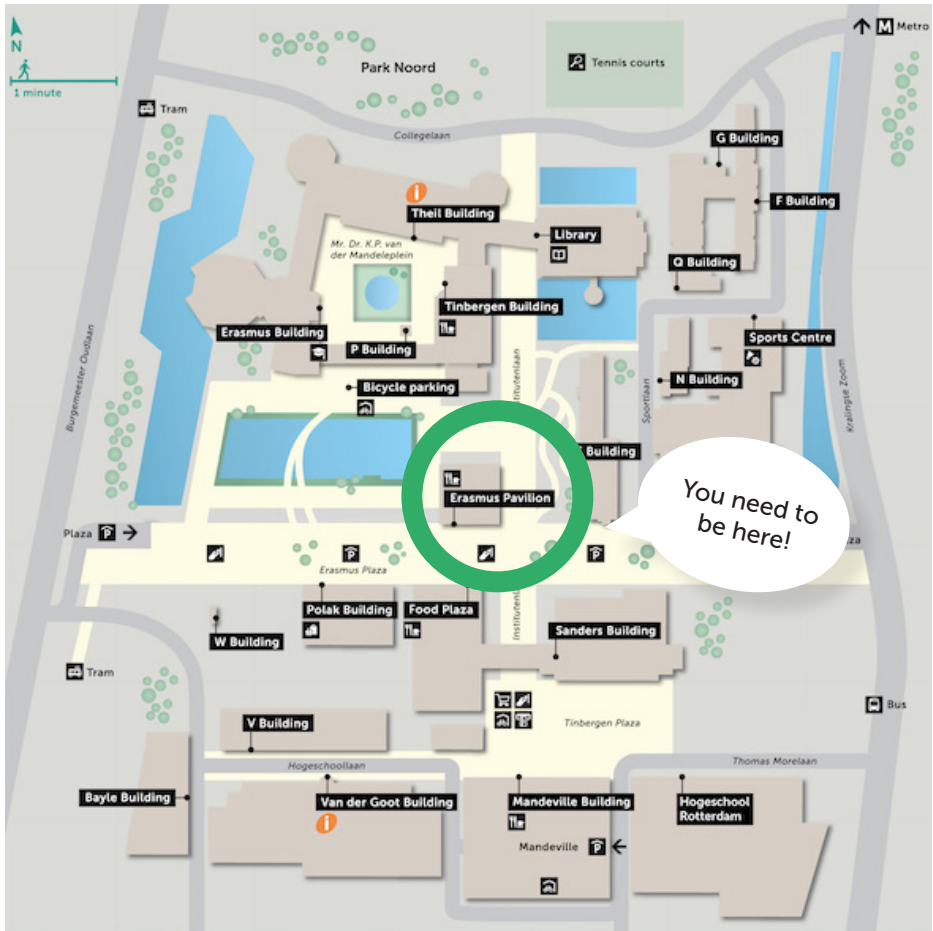 N
1 minute
Tram
Park Noord
Tennis courts
M Metro
Collegelaan
G Building
F Building
i
Theil Building
Mr. Dr. K.P. van
der Mandeleplein
Library
Q Building
Tinbergen Building
Erasmus Building
P Building
Sports Centre
N Building
Bicycle parking
Burgemeester Oudlaan
Sportlaan
Kralingse Zoom
Building
Erasmus Pavilion
You need to
be here!
Plaza P
P
P
Erasmus Plaza
Polak Building
Food Plaza
W Building
Sanders Building
Tram
Bus
V Building
Tinbergen Plaza
Hogeschoollaan
Thomas Morelaan
Bayle Building
Van der Goot Building
i
Mandeville Building
Hogeschool
Rotterdam
Mandeville P